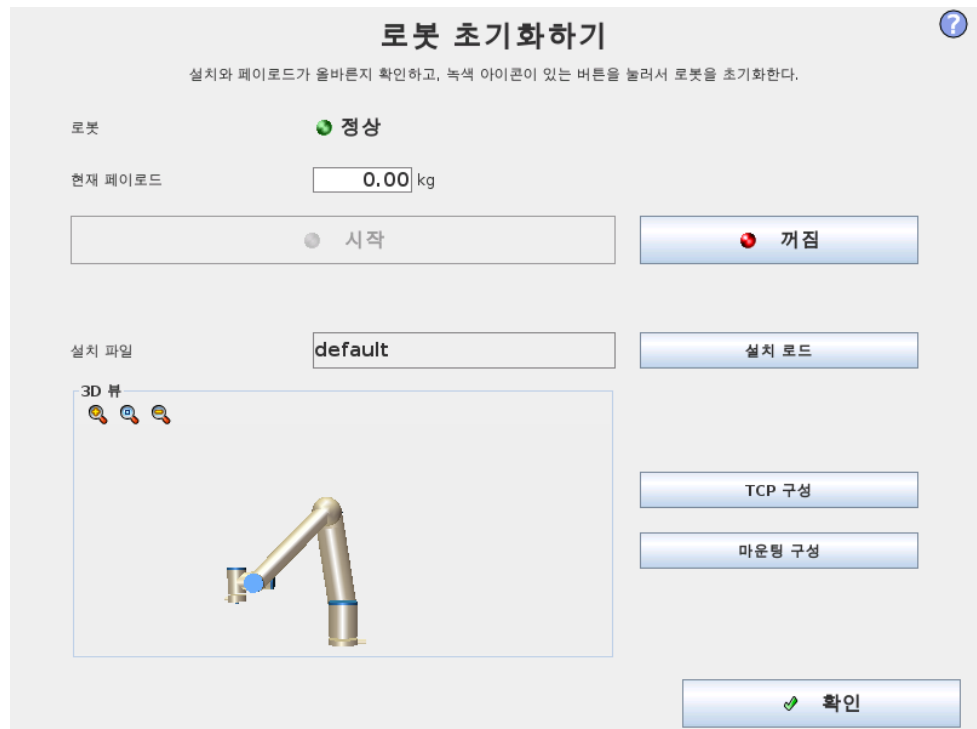 로봇 초기화하기
?
설치와 페이로드가 올바른지 확인하고, 녹색 아이콘이 있는 버튼을 눌러서 로봇을 초기화한다.
로봇
정상
현재 페이로드
0.00 kg
시작
꺼짐
설치 파일
default
설치 로드
3D 뷰
TCP 구성
마운팅 구성
확인